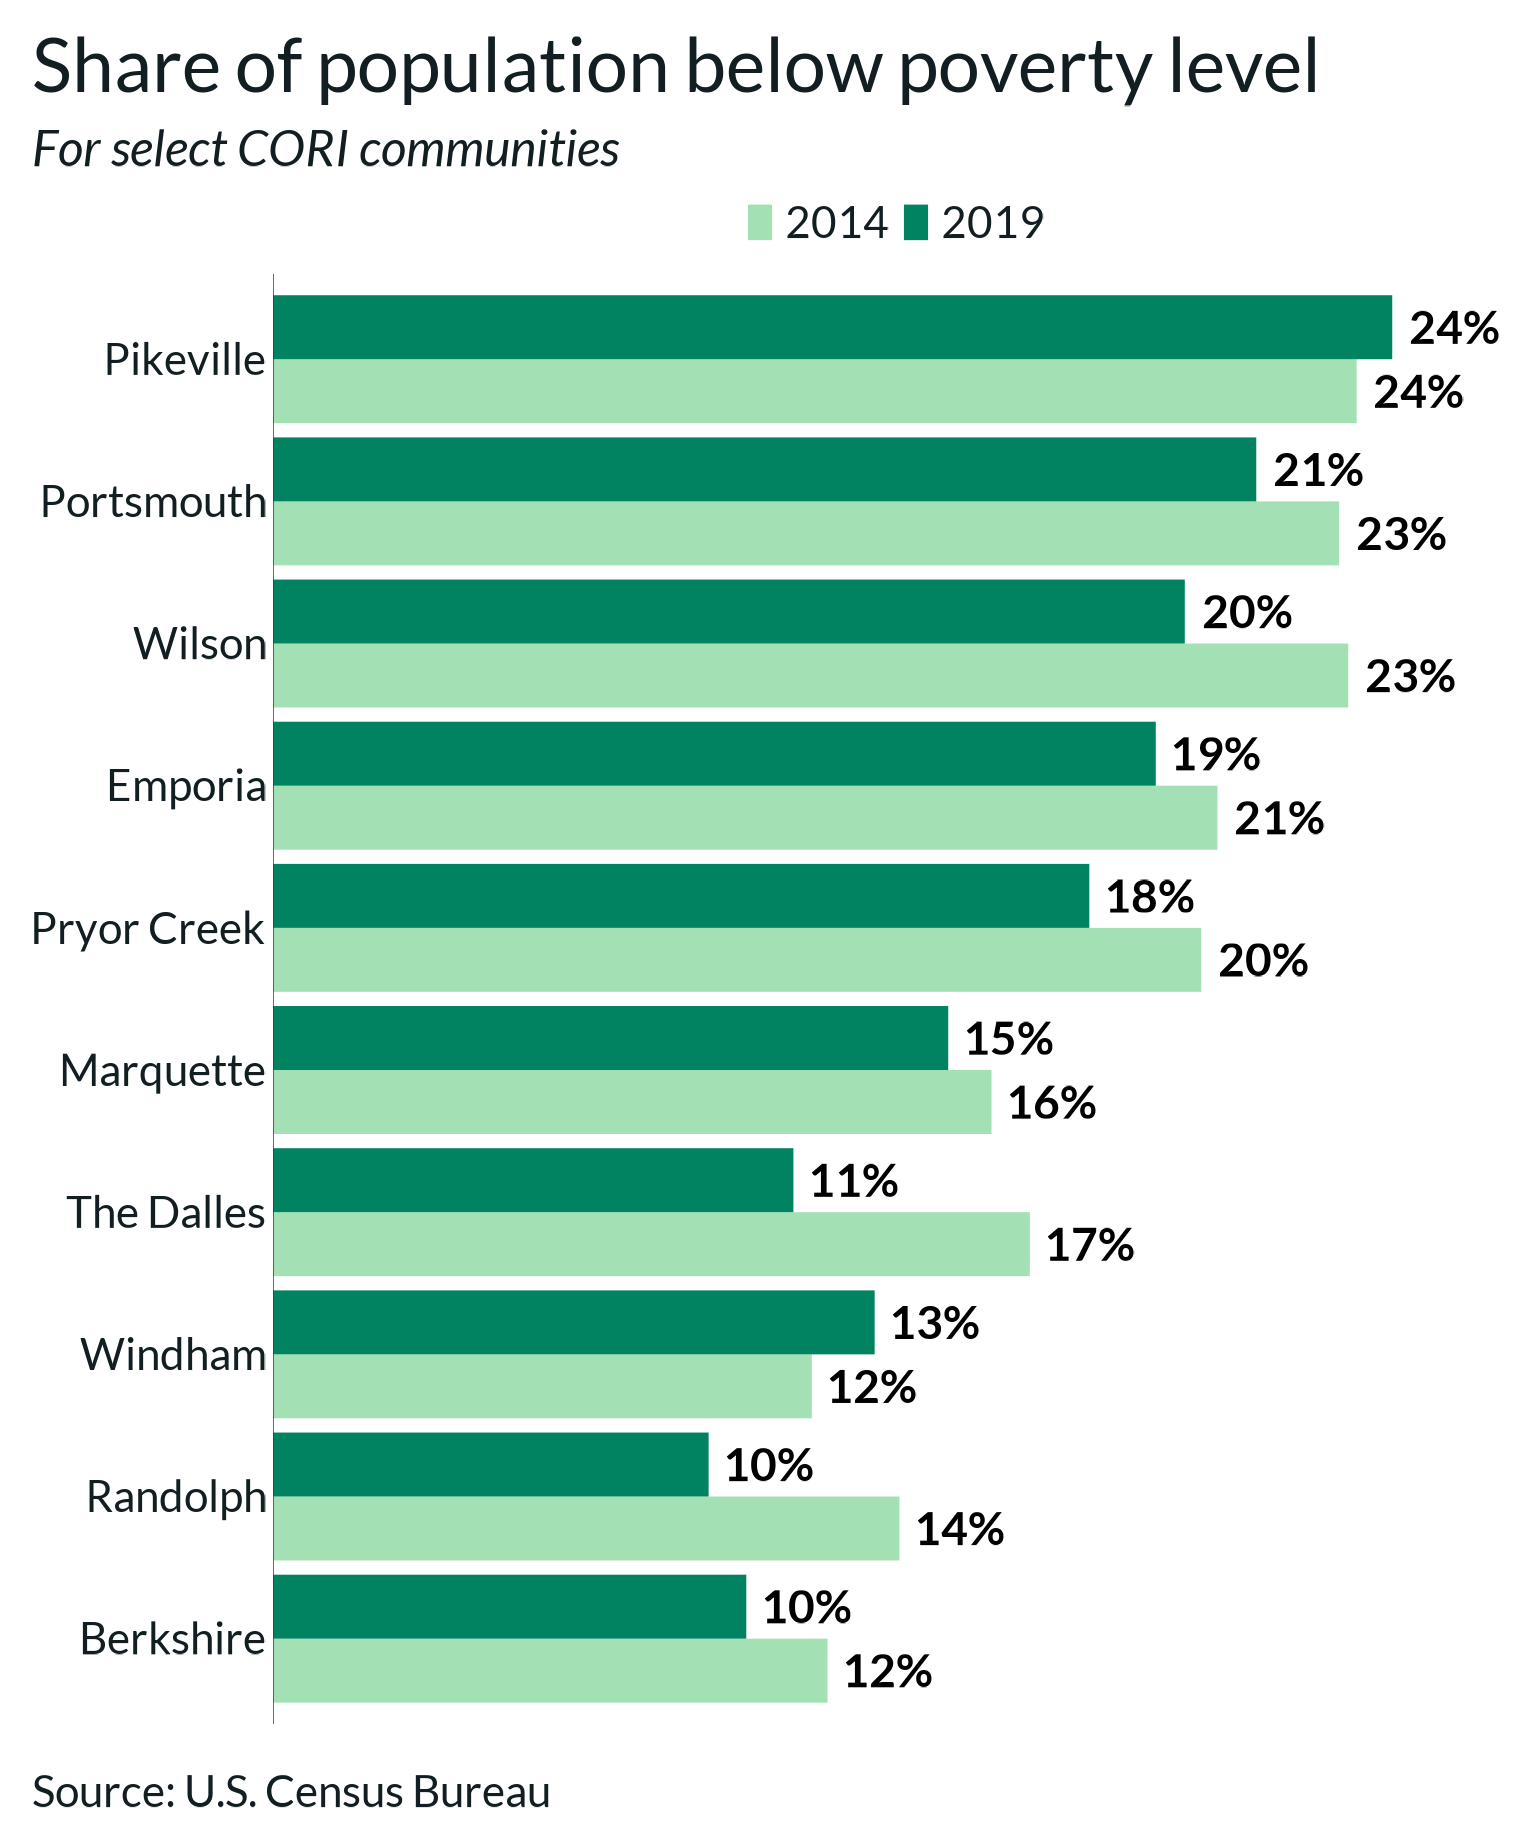 Share of population below poverty level
For select CORI communities
2014 2019
24%
Pikeville
24%
21%
Portsmouth
23%
20%
Wilson
23%
19%
Emporia
21%
18%
Pryor Creek
20%
15%
Marquette
16%
11%
The Dalles
17%
13%
Windham
12%
10%
Randolph
14%
10%
Berkshire
12%
Source: U.S. Census Bureau